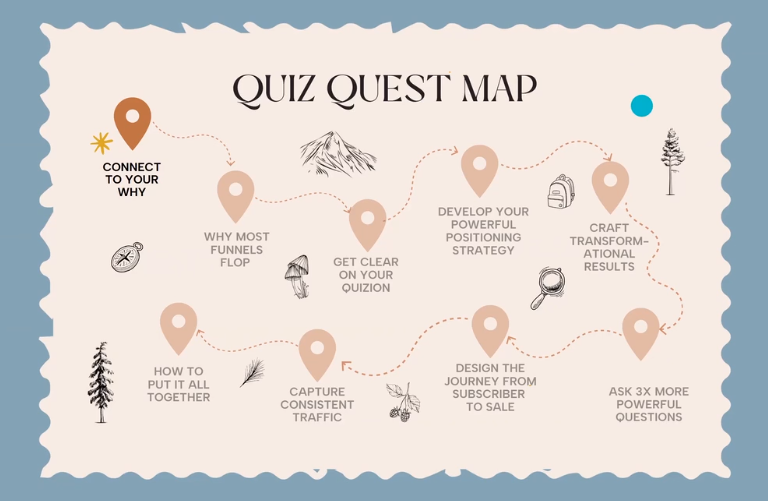 QUIZ QUEST MAP
CONNECT
TO YOUR
WHY
WHY MOST
FUNNELS
FLOP
GET CLEAR
ON YOUR
QUIZION
DEVELOP YOUR
POWERFUL
POSITIONING
STRATEGY
CRAFT
TRANSFORM-
ATIONAL
RESULTS
ASK 3X MORE
POWERFUL
QUESTIONS
DESIGN THE
JOURNEY FROM
SUBSCRIBER
TO SALE
CAPTURE
CONSISTENT
TRAFFIC
HOW TO
PUT IT ALL
TOGETHER